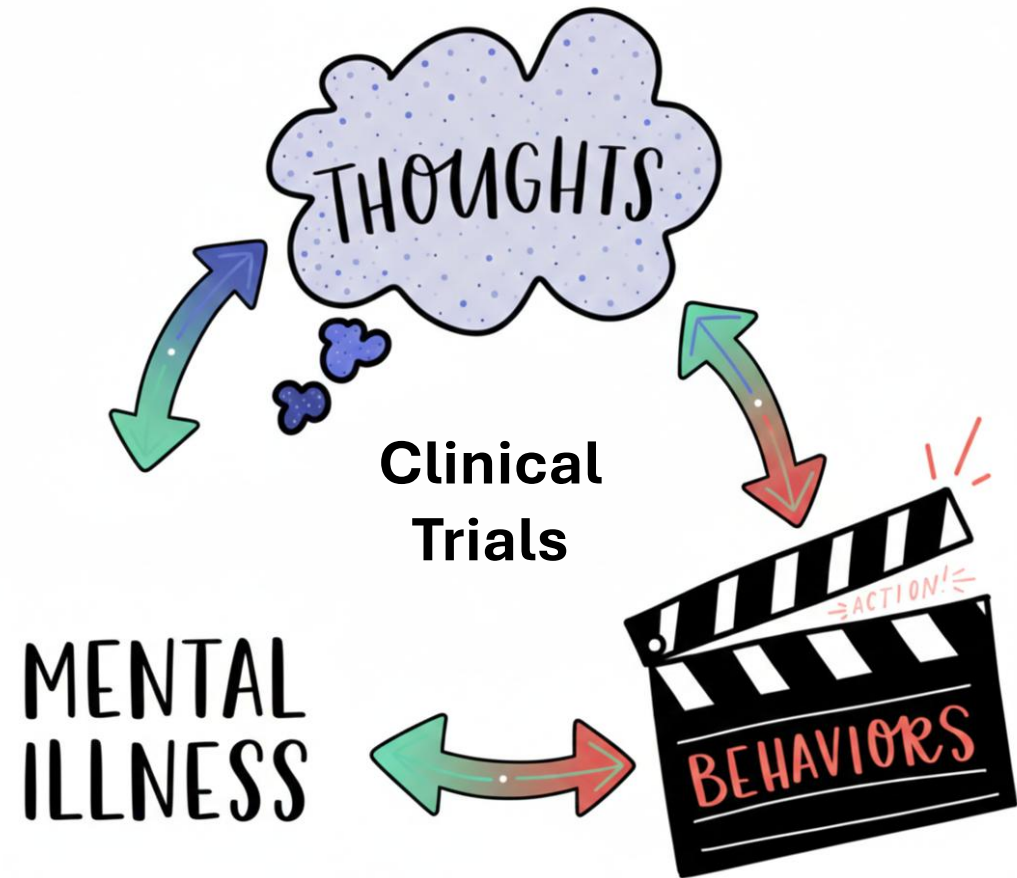 THOUGHTS
Clinical
Trials
ACTION!
MENTAL
ILLNESS
BEHAVIORS